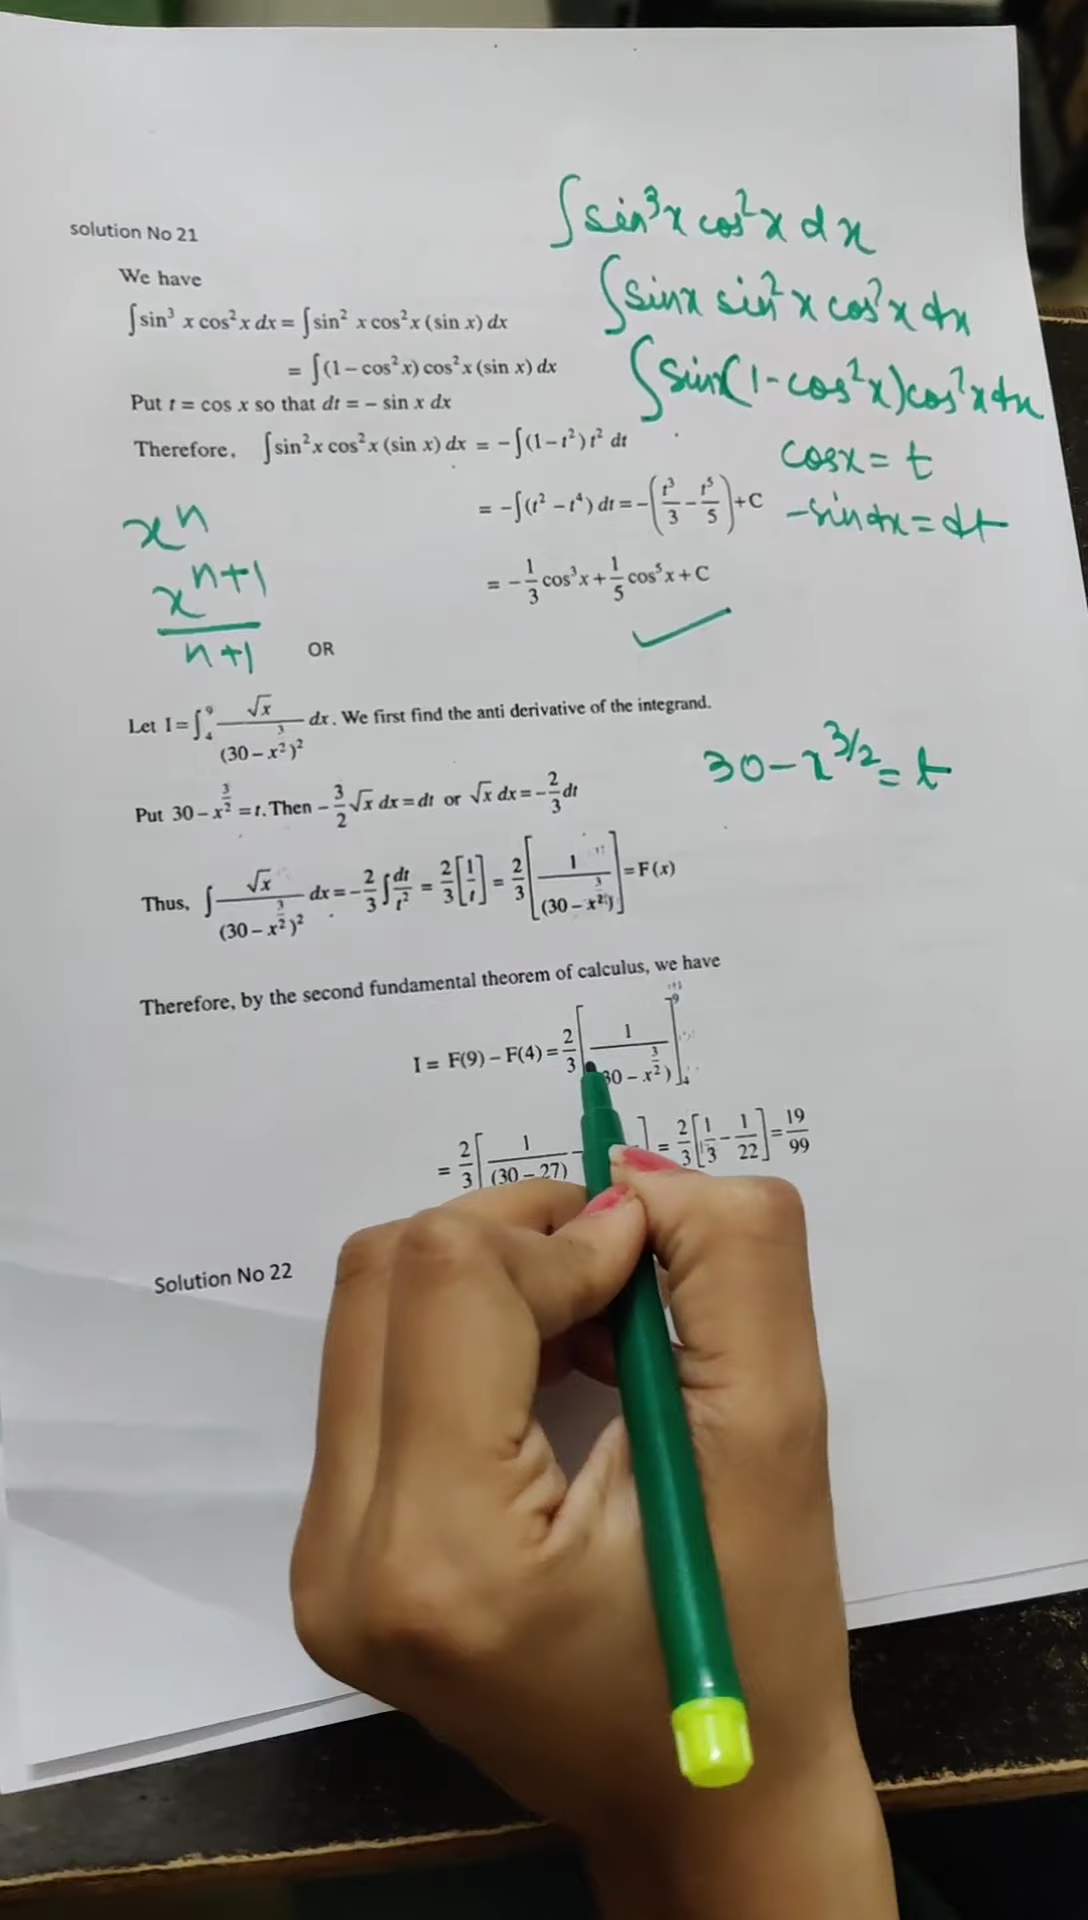 solution No 21
∫sin³x cos²x dx
We have
∫sinx sin²x cos²x dx
∫sin³ x cos²x dx = ∫sin² x cos²x (sin x) dx
= ∫(1 – cos²x) cos²x (sin x) dx
∫sinx(1-cos²x)cos²x dx
Put t = cos x so that dt = – sin x dx
Therefore, ∫sin²x cos²x (sin x) dx = –∫(1–t²)t² dt
cosx = t
= –∫(t² – t⁴) dt = –(t³/3 – t⁵/5)+C
-sindx = dt
xⁿ
= –1/3 cos³x + 1/5 cos⁵x + C
xⁿ⁺¹/n+1
OR
Let I = ∫₄⁹ √x/(30 – x^(3/2))² dx. We first find the anti derivative of the integrand.
30 – x^(3/2) = t
Put 30 – x^(3/2) = t. Then –3/2 √x dx = dt or √x dx = –2/3 dt
Thus, ∫ √x/(30 – x^(3/2))² dx = –2/3 ∫dt/t² = 2/3 [1/t] = 2/3 [1/(30 – x^(3/2))] = F(x)
Therefore, by the second fundamental theorem of calculus, we have
I = F(9) – F(4) = 2/3 [1/30 – x^(3/2))]₄⁹
= 2/3 [1/(30 – 27) – ] = 2/3 [1/3 – 1/22] = 19/99
Solution No 22